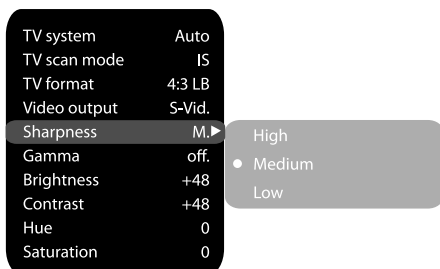 TV system Auto
TV scan mode IS
TV format 4:3 LB
Video output S-Vid.
Sharpness M.
Gamma off.
Brightness +48
Contrast +48
Hue 0
Saturation 0
High
Medium
Low